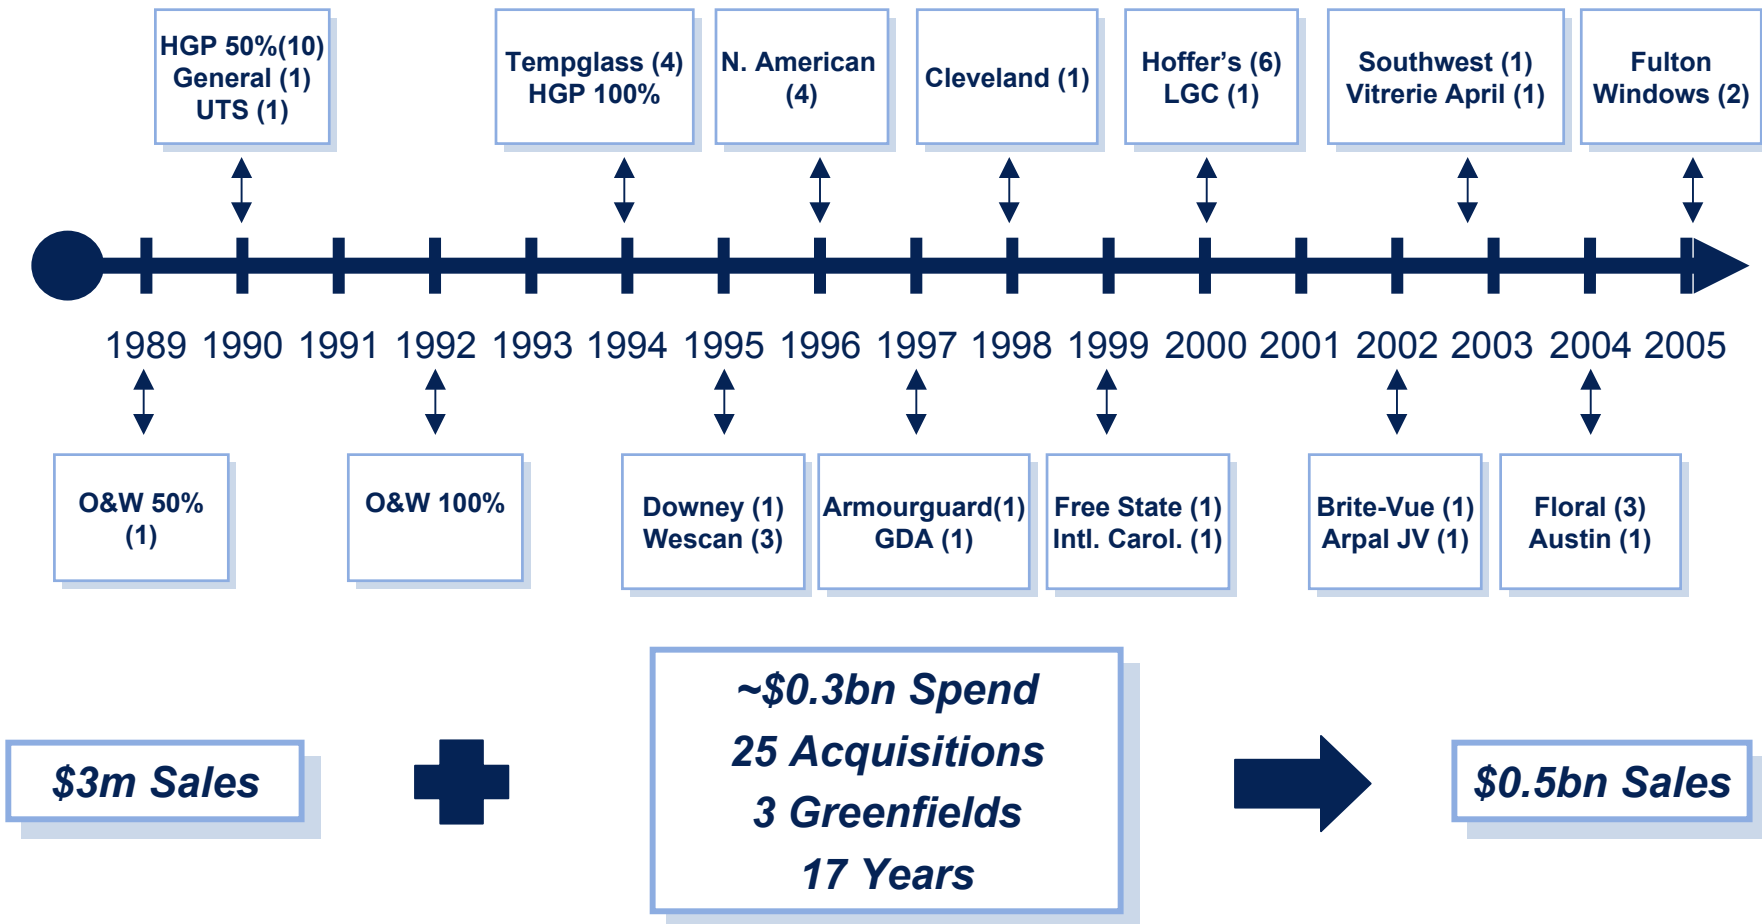 HGP 50%(10)
General (1)
UTS (1)
Tempglass (4)
HGP 100%
N. American
(4)
Cleveland (1)
Hoffer’s (6)
LGC (1)
Southwest (1)
Vitrerie April (1)
Fulton
Windows (2)
1989 1990 1991 1992 1993 1994 1995 1996 1997 1998 1999 2000 2001 2002 2003 2004 2005
O&W 50%
(1)
O&W 100%
Downey (1)
Wescan (3)
Armourguard(1)
GDA (1)
Free State (1)
Intl. Carol. (1)
Brite-Vue (1)
Arpal JV (1)
Floral (3)
Austin (1)
$3m Sales
~$0.3bn Spend
25 Acquisitions
3 Greenfields
17 Years
$0.5bn Sales